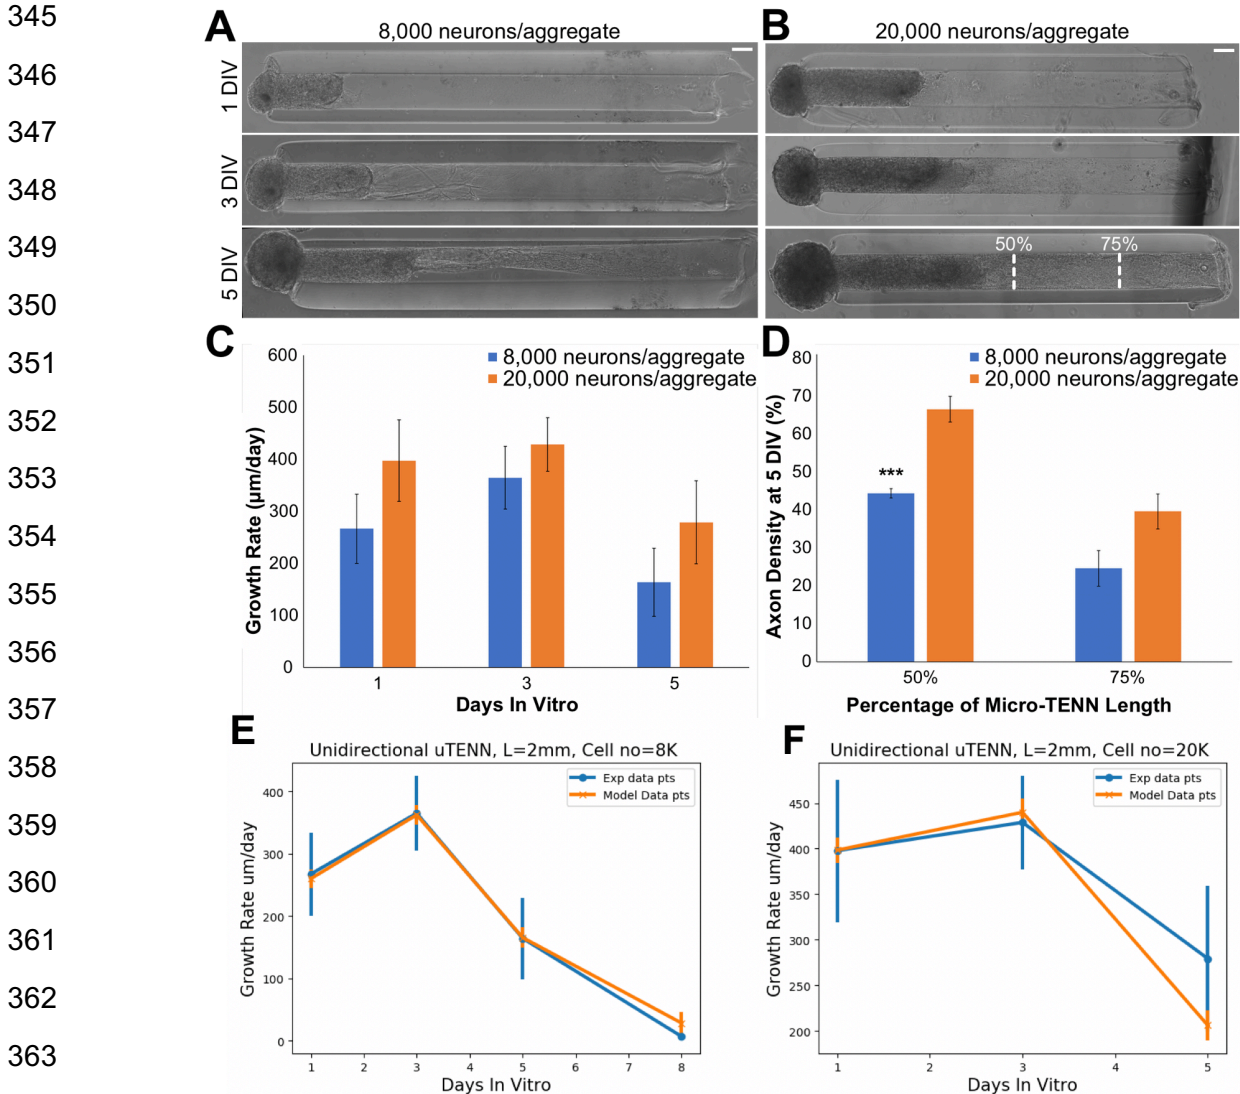 345
346
347
348
349
350
351
352
353
354
355
356
357
358
359
360
361
362
363
A
8,000 neurons/aggregate
1 DIV
3 DIV
5 DIV
B
20,000 neurons/aggregate
50%
75%
C
8,000 neurons/aggregate
20,000 neurons/aggregate
Growth Rate (µm/day)
600
500
400
300
200
100
0
1
3
5
Days In Vitro
D
8,000 neurons/aggregate
20,000 neurons/aggregate
Axon Density at 5 DIV (%)
80
70
60
50
40
30
20
10
0
***
50%
75%
Percentage of Micro-TENN Length
E
Unidirectional uTENN, L=2mm, Cell no=8K
Exp data pts
Model Data pts
Growth Rate um/day
400
300
200
100
0
1
2
3
4
5
6
7
8
Days In Vitro
F
Unidirectional uTENN, L=2mm, Cell no=20K
Exp data pts
Model Data pts
Growth Rate um/day
450
400
350
300
250
200
1
2
3
4
5
Days In Vitro